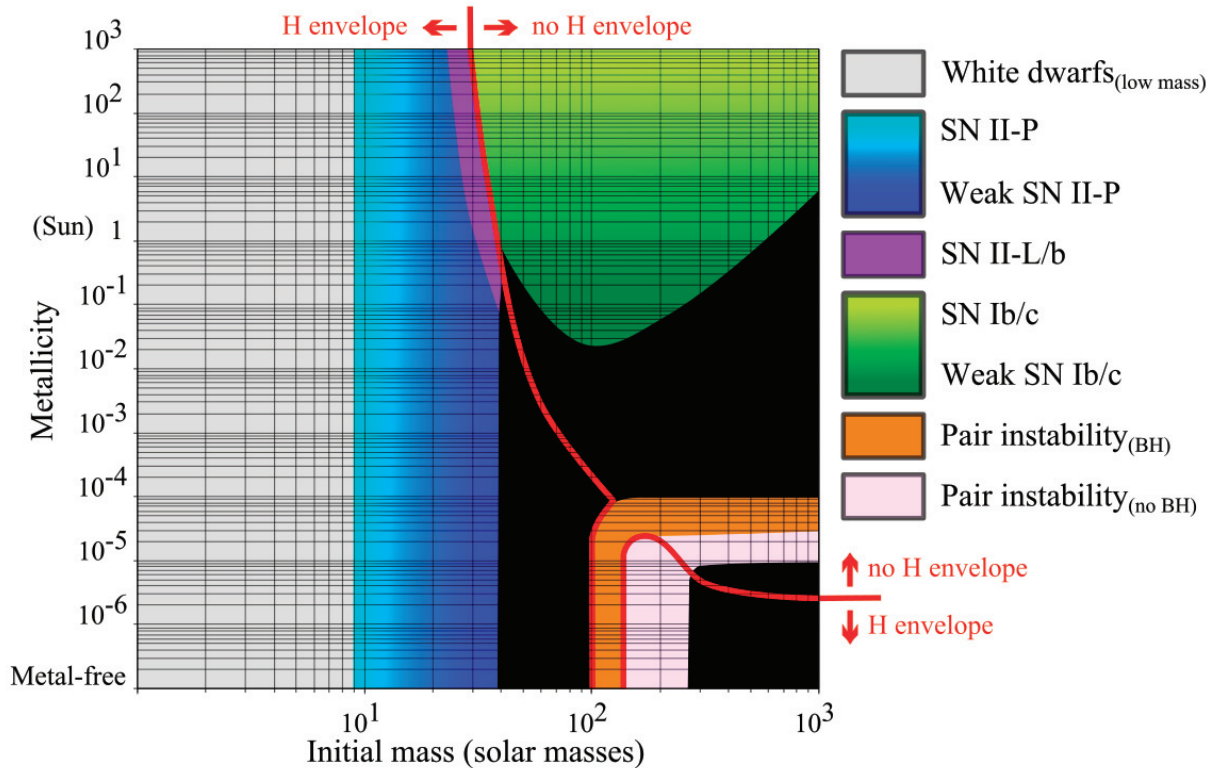 H envelope ← → no H envelope
10³
10²
10¹
(Sun) 1
10⁻¹
10⁻²
10⁻³
10⁻⁴
10⁻⁵
10⁻⁶
Metal-free
Metallicity
10¹ 10² 10³
Initial mass (solar masses)
White dwarfs(low mass)
SN II-P
Weak SN II-P
SN II-L/b
SN Ib/c
Weak SN Ib/c
Pair instability(BH)
Pair instability(no BH)
↑ no H envelope
↓ H envelope